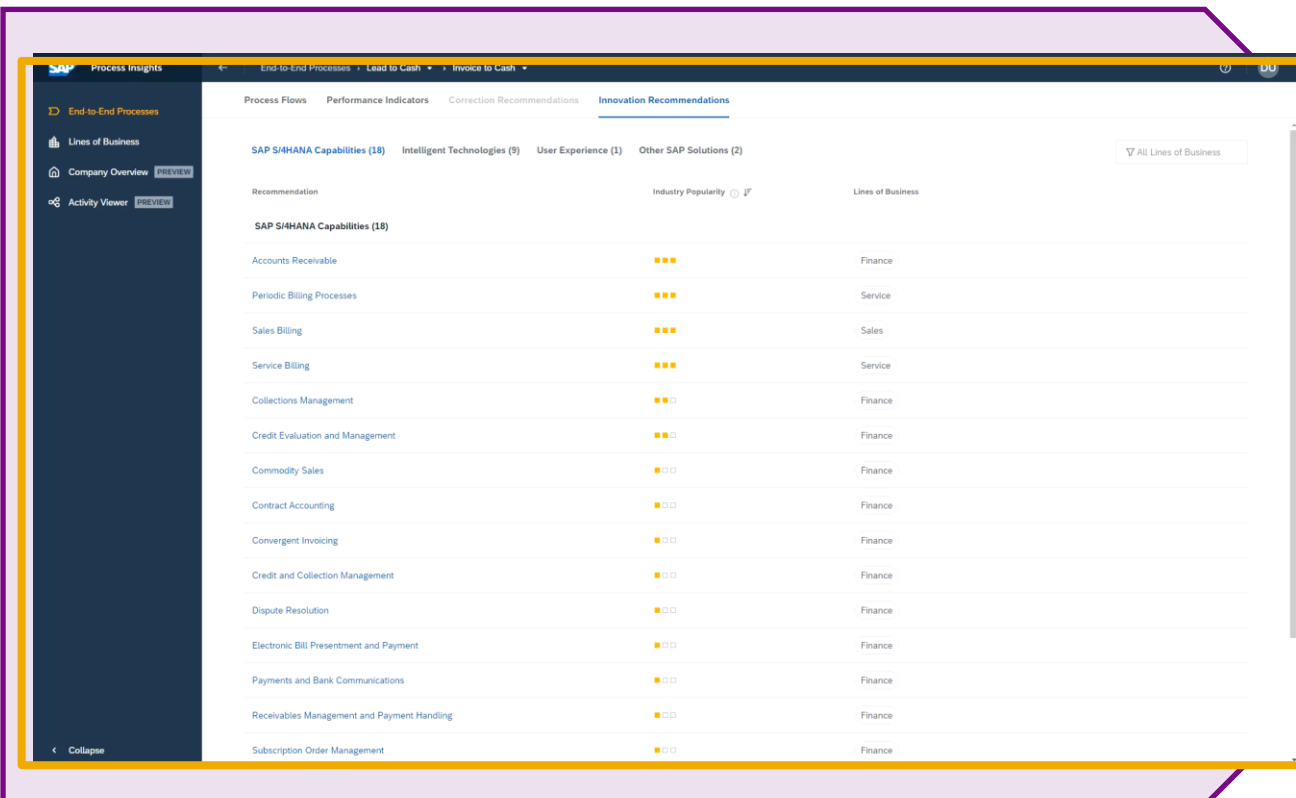 SAP Process Insights
End-to-End Processes › Lead to Cash › Invoice to Cash
DU
End-to-End Processes
Lines of Business
Company Overview PREVIEW
Activity Viewer PREVIEW
Collapse
Process Flows Performance Indicators Correction Recommendations Innovation Recommendations
SAP S/4HANA Capabilities (18) Intelligent Technologies (9) User Experience (1) Other SAP Solutions (2)
All Lines of Business
Recommendation Industry Popularity Lines of Business
SAP S/4HANA Capabilities (18)
Accounts Receivable Finance
Periodic Billing Processes Service
Sales Billing Sales
Service Billing Service
Collections Management Finance
Credit Evaluation and Management Finance
Commodity Sales Finance
Contract Accounting Finance
Convergent Invoicing Finance
Credit and Collection Management Finance
Dispute Resolution Finance
Electronic Bill Presentment and Payment Finance
Payments and Bank Communications Finance
Receivables Management and Payment Handling Finance
Subscription Order Management Finance